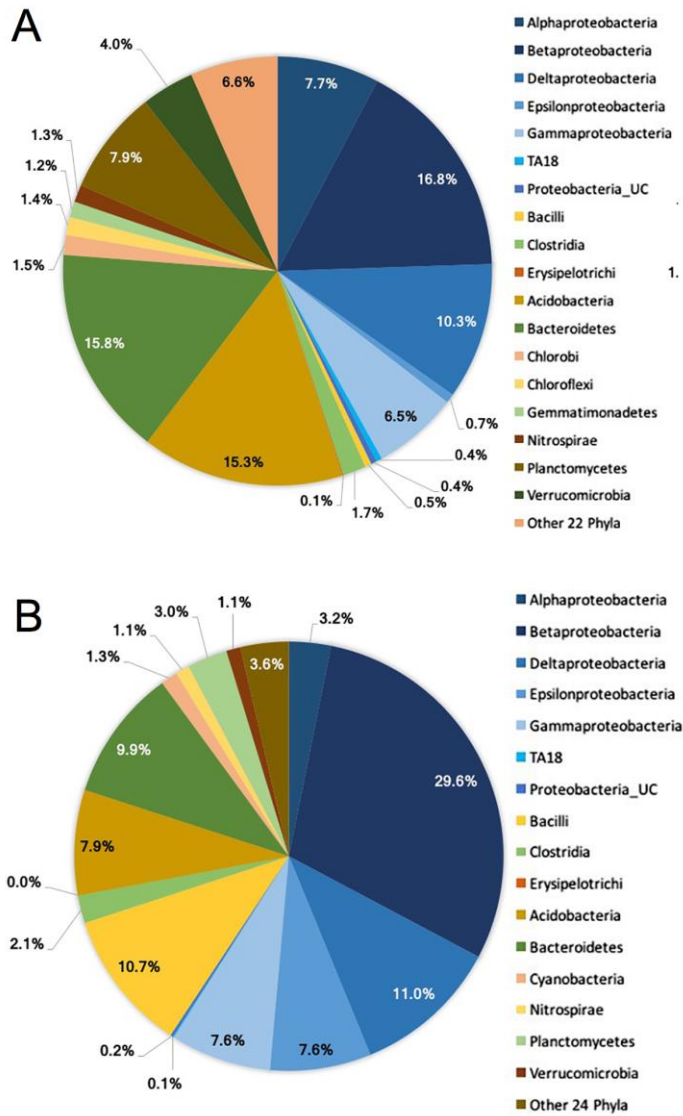 A
4.0%
6.6%
7.7%
Alphaproteobacteria
Betaproteobacteria
Deltaproteobacteria
Epsilonproteobacteria
Gammaproteobacteria
TA18
Proteobacteria_UC
Bacilli
Clostridia
Erysipelotrichi
Acidobacteria
Bacteroidetes
Chlorobi
Chloroflexi
Gemmatimonadetes
Nitrospirae
Planctomycetes
Verrucomicrobia
Other 22 Phyla
.
1.
16.8%
10.3%
0.7%
6.5%
0.4%
0.4%
0.5%
1.7%
0.1%
15.3%
15.8%
1.5%
1.4%
1.2%
1.3%
7.9%
B
3.2%
29.6%
11.0%
7.6%
7.6%
0.1%
0.2%
10.7%
2.1%
0.0%
7.9%
9.9%
1.3%
1.1%
3.0%
1.1%
3.6%
Alphaproteobacteria
Betaproteobacteria
Deltaproteobacteria
Epsilonproteobacteria
Gammaproteobacteria
TA18
Proteobacteria_UC
Bacilli
Clostridia
Erysipelotrichi
Acidobacteria
Bacteroidetes
Cyanobacteria
Nitrospirae
Planctomycetes
Verrucomicrobia
Other 24 Phyla